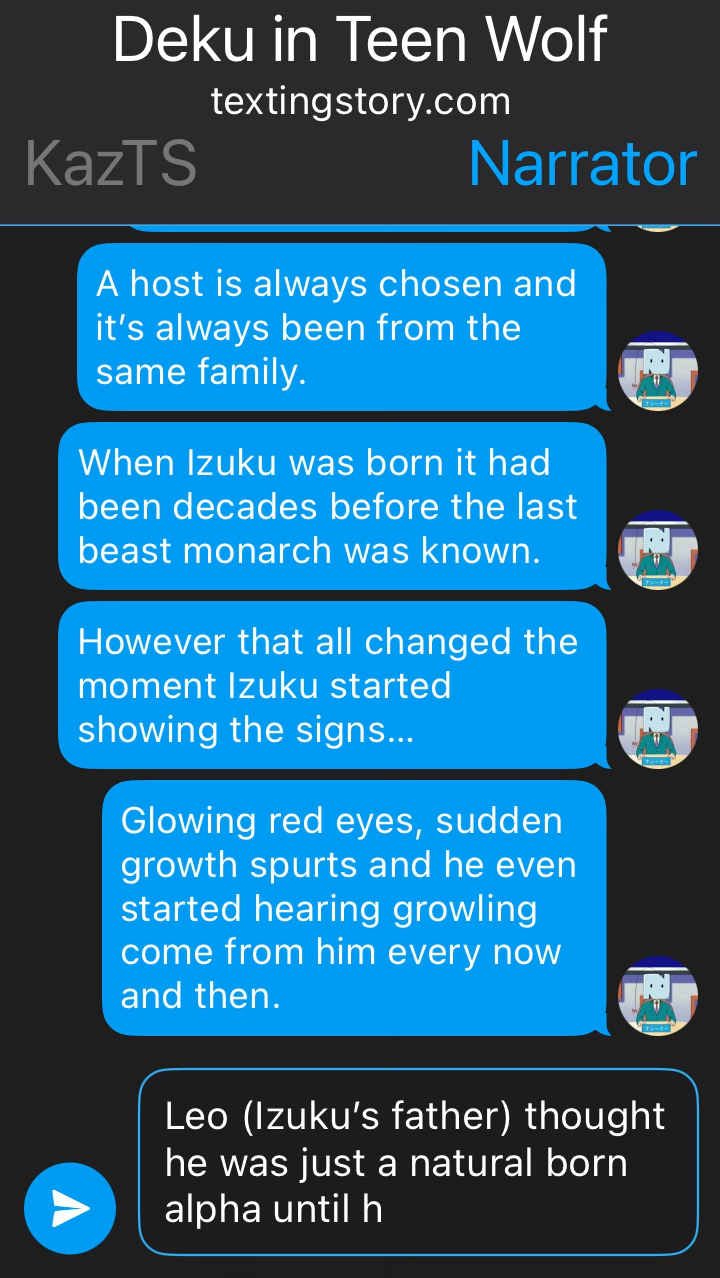 Deku in Teen Wolf
textingstory.com
KazTS
Narrator
A host is always chosen and
it’s always been from the
same family.
When Izuku was born it had
been decades before the last
beast monarch was known.
However that all changed the
moment Izuku started
showing the signs...
Glowing red eyes, sudden
growth spurts and he even
started hearing growling
come from him every now
and then.
Leo (Izuku’s father) thought
he was just a natural born
alpha until h